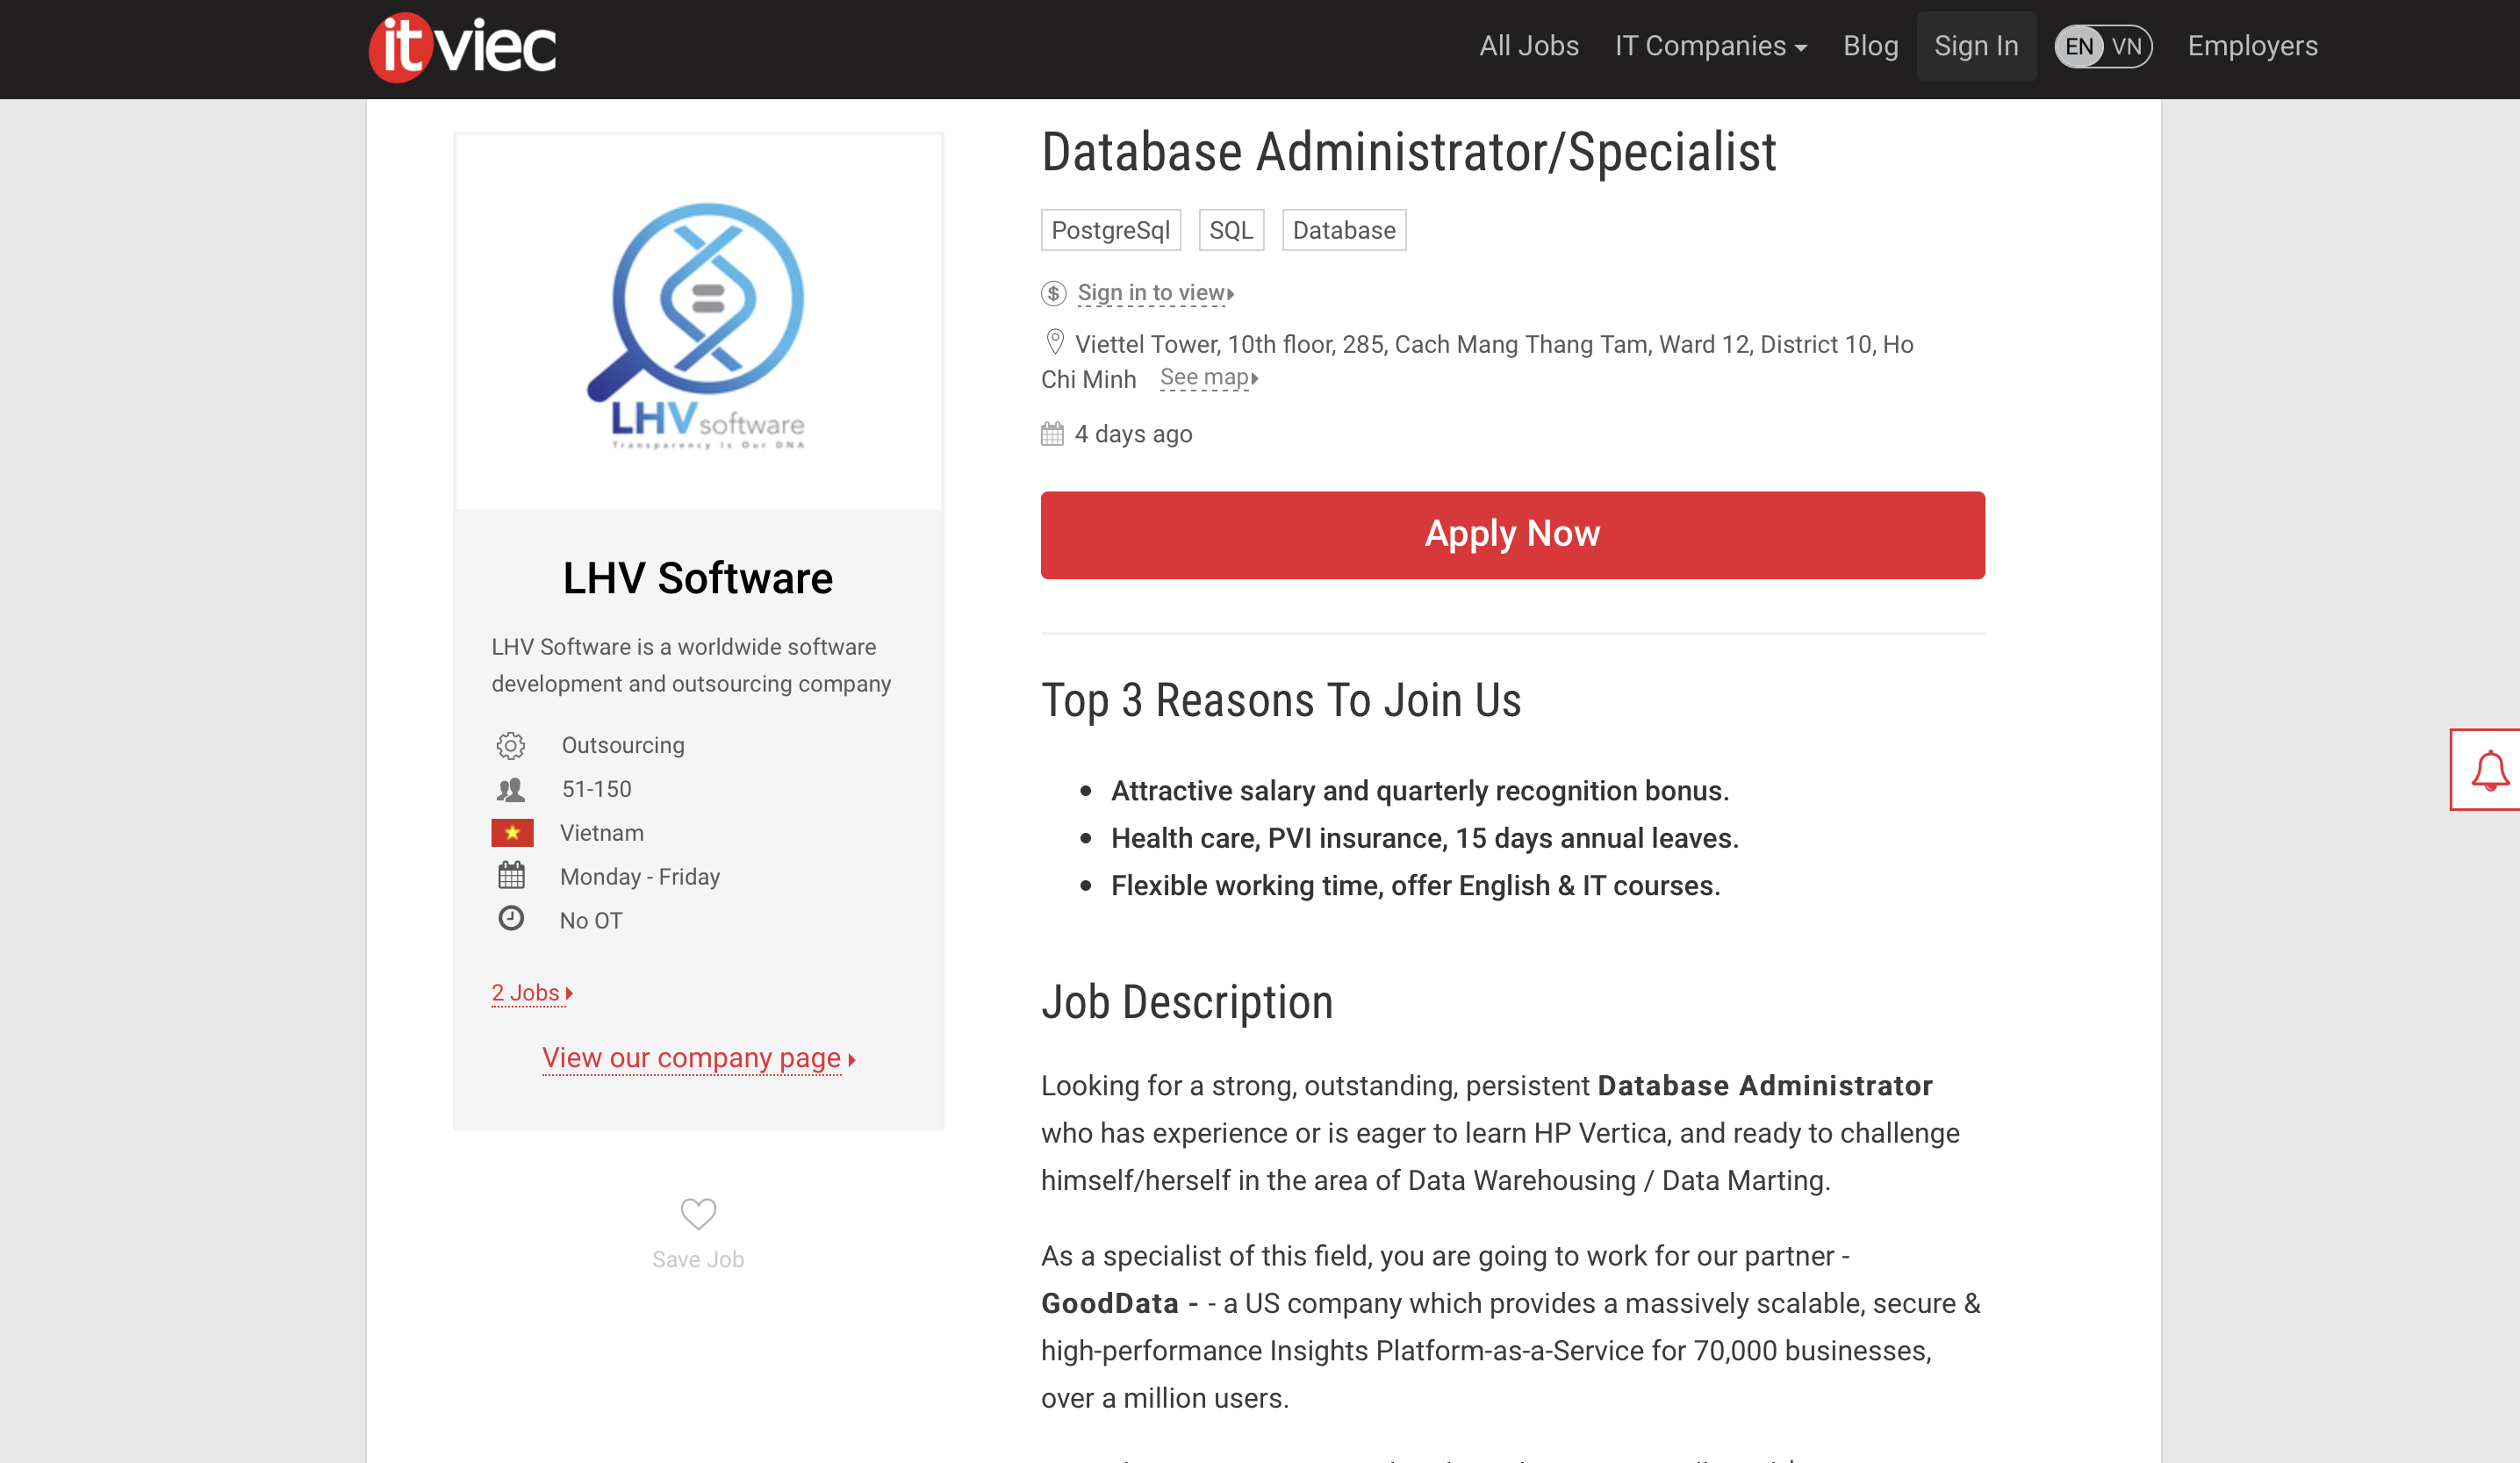 itviec
All Jobs
IT Companies
Blog
Sign In
EN VN
Employers
LHV software
Transparency Is Our DNA
LHV Software
LHV Software is a worldwide software
development and outsourcing company
Outsourcing
51-150
Vietnam
Monday - Friday
No OT
2 Jobs
View our company page
Save Job
Database Administrator/Specialist
PostgreSql
SQL
Database
$ Sign in to view
Viettel Tower, 10th floor, 285, Cach Mang Thang Tam, Ward 12, District 10, Ho
Chi Minh See map
4 days ago
Apply Now
Top 3 Reasons To Join Us
Attractive salary and quarterly recognition bonus.
Health care, PVI insurance, 15 days annual leaves.
Flexible working time, offer English & IT courses.
Job Description
Looking for a strong, outstanding, persistent Database Administrator
who has experience or is eager to learn HP Vertica, and ready to challenge
himself/herself in the area of Data Warehousing / Data Marting.
As a specialist of this field, you are going to work for our partner -
GoodData - - a US company which provides a massively scalable, secure &
high-performance Insights Platform-as-a-Service for 70,000 businesses,
over a million users.